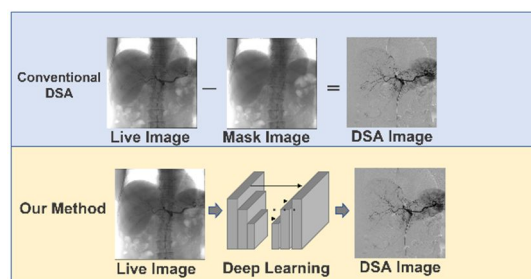 Conventional
DSA
Live Image
Mask Image
DSA Image
Our Method
Live Image
Deep Learning
DSA Image